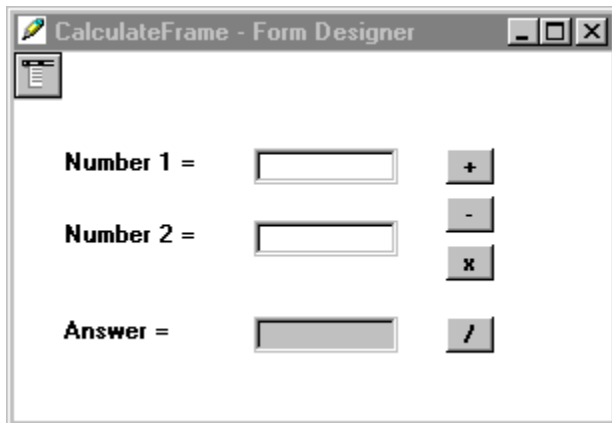 CalculateFrame - Form Designer
Number 1 =
+
Number 2 =
-
x
Answer =
/